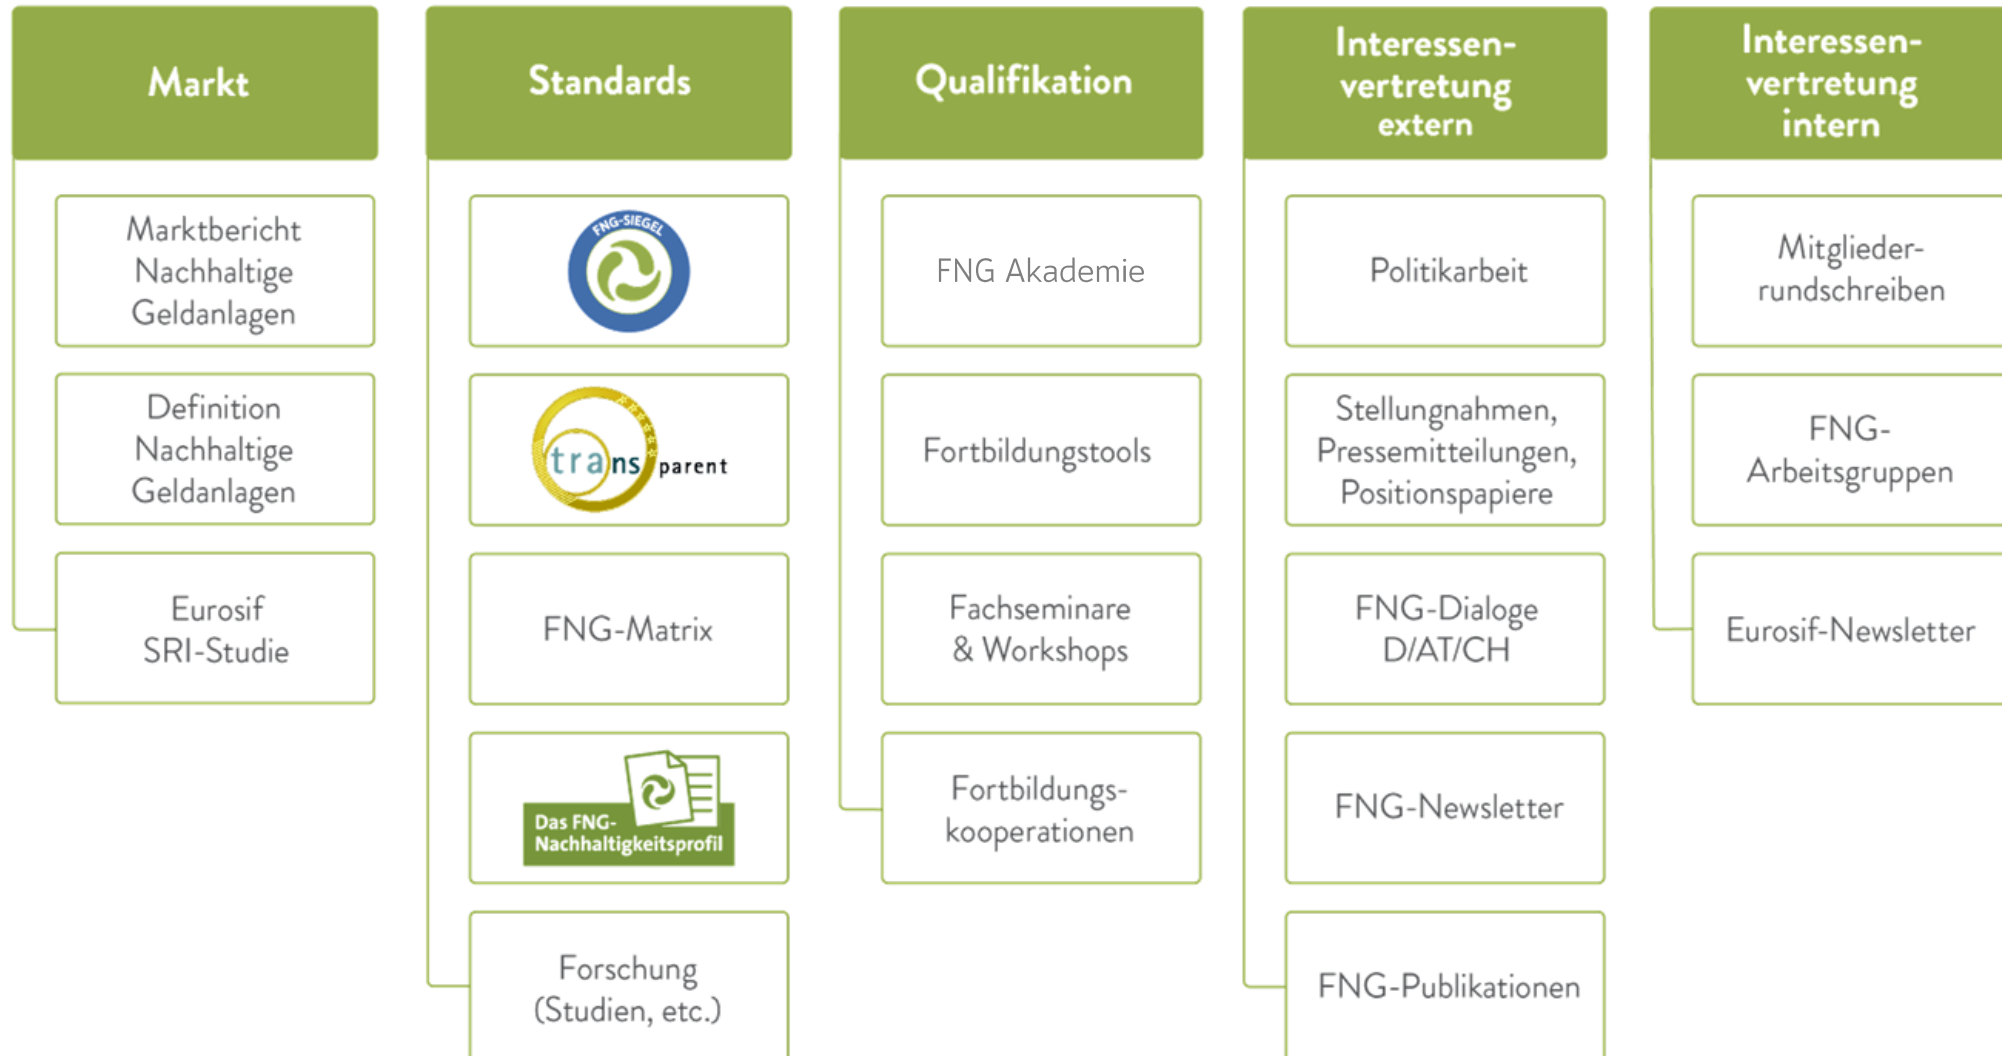 Markt
Marktbericht
Nachhaltige
Geldanlagen
Definition
Nachhaltige
Geldanlagen
Eurosif
SRI-Studie
Standards
FNG-SIEGEL
transparent
FNG-Matrix
Das FNG-
Nachhaltigkeitsprofil
Forschung
(Studien, etc.)
Qualifikation
FNG Akademie
Fortbildungstools
Fachseminare
& Workshops
Fortbildungs-
kooperationen
Interessen-
vertretung
extern
Politikarbeit
Stellungnahmen,
Pressemitteilungen,
Positionspapiere
FNG-Dialoge
D/AT/CH
FNG-Newsletter
FNG-Publikationen
Interessen-
vertretung
intern
Mitglieder-
rundschreiben
FNG-
Arbeitsgruppen
Eurosif-Newsletter